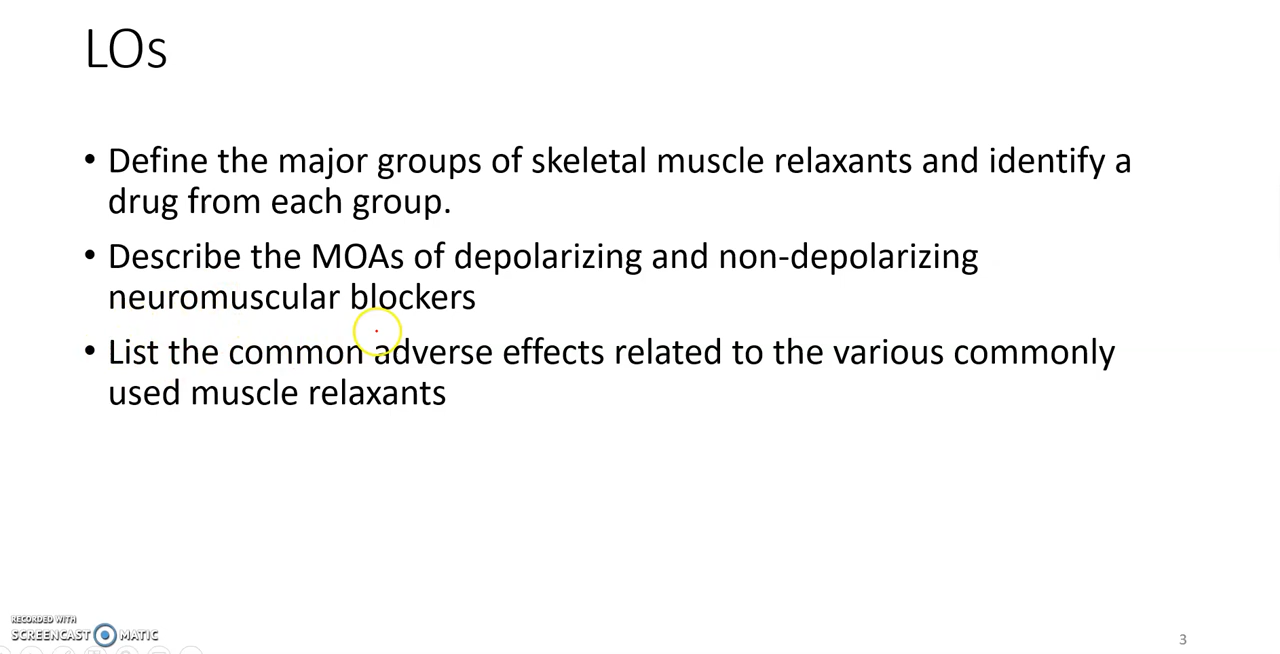 LOs
• Define the major groups of skeletal muscle relaxants and identify a
drug from each group.
• Describe the MOAs of depolarizing and non-depolarizing
neuromuscular blockers
• List the common adverse effects related to the various commonly
used muscle relaxants
RECORDED WITH
SCREENCAST MATIC
3